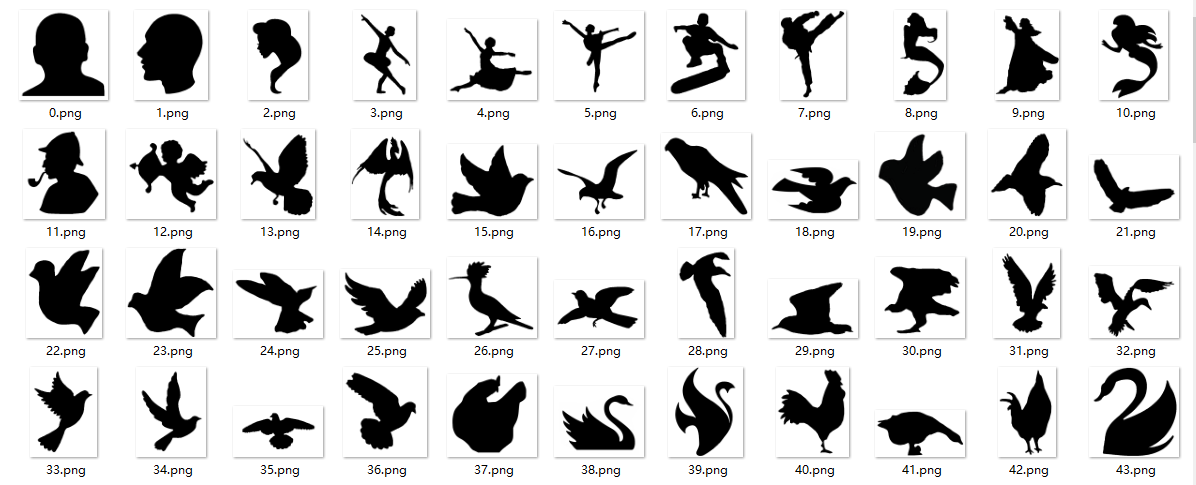 0.png 1.png 2.png 3.png 4.png 5.png 6.png 7.png 8.png 9.png 10.png
11.png 12.png 13.png 14.png 15.png 16.png 17.png 18.png 19.png 20.png 21.png
22.png 23.png 24.png 25.png 26.png 27.png 28.png 29.png 30.png 31.png 32.png
33.png 34.png 35.png 36.png 37.png 38.png 39.png 40.png 41.png 42.png 43.png